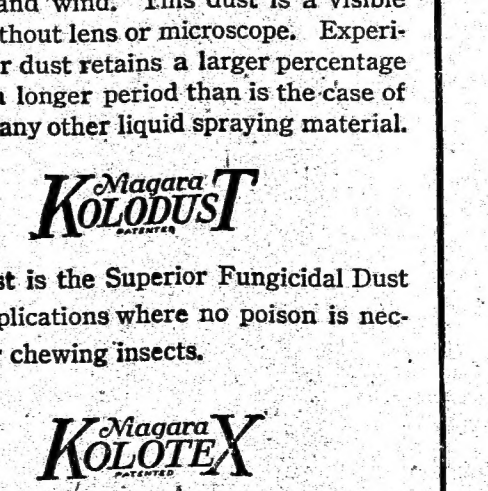 and wind. This dust is a visible
thout lens or microscope. Experi-
r dust retains a larger percentage
longer period than is the case of
any other liquid spraying material.
Niagara
KOLODUST
PATENTED
st is the Superior Fungicidal Dust
plications where no poison is nec-
r chewing insects.
Niagara
KOLOTEX
PATENTED